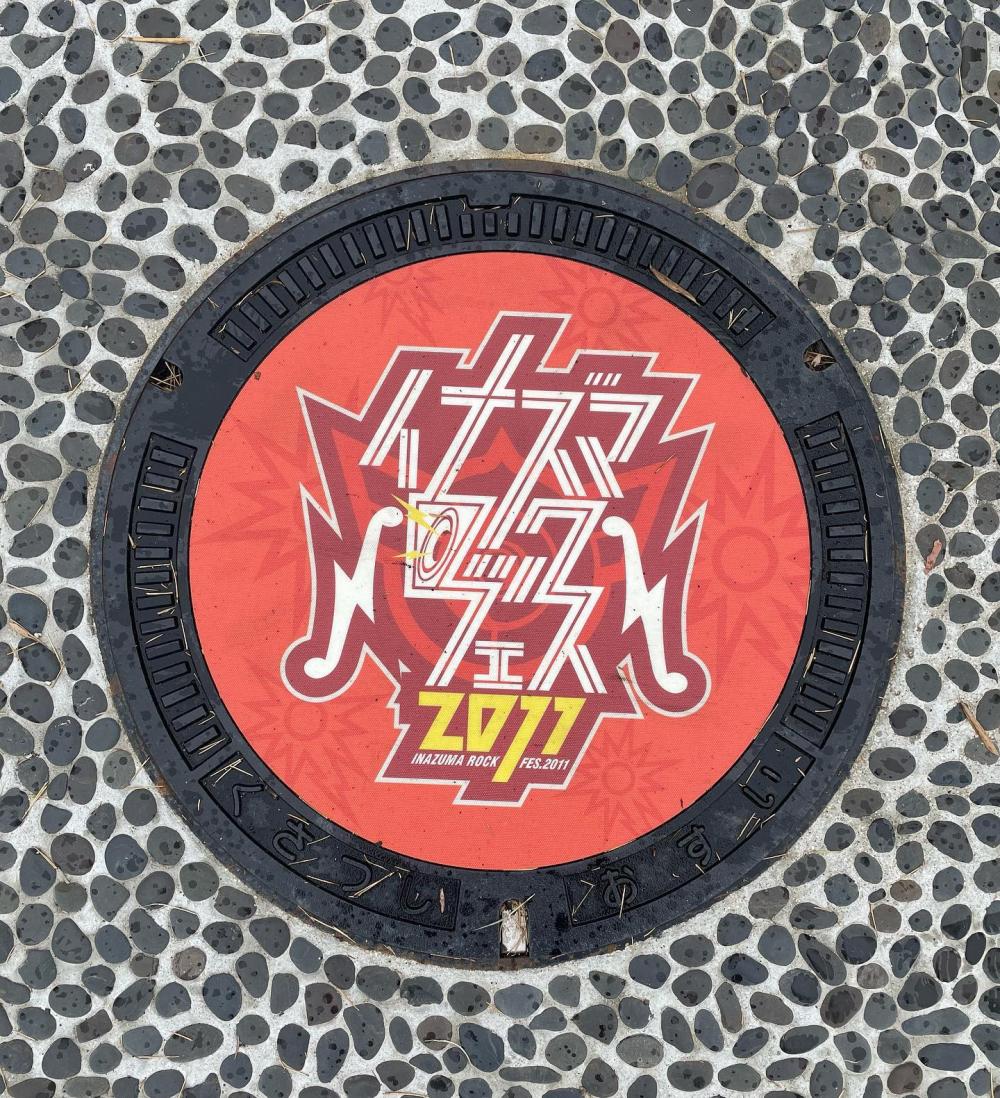 イナズマ
ロック
フェス
2011
INAZUMA ROCK FES.2011
くさつし おすい